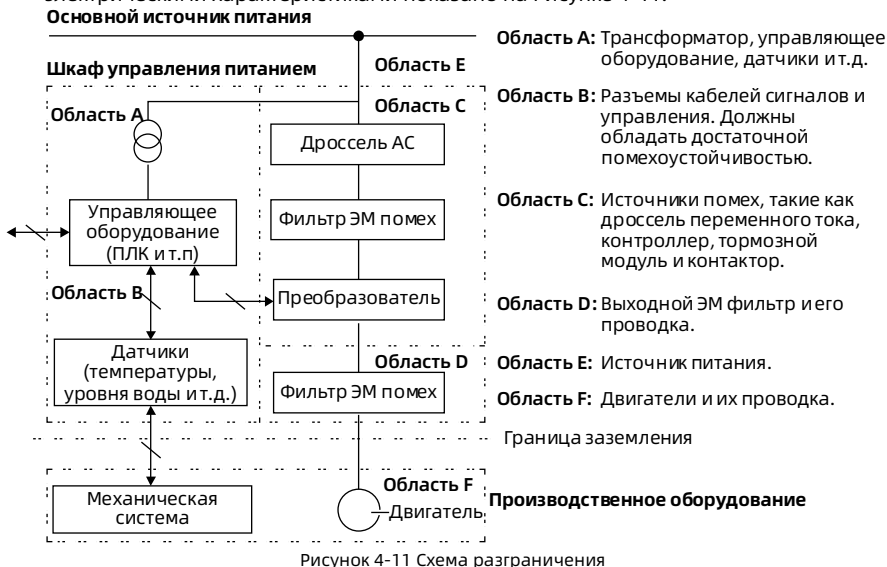 Основной источник питания
Область E
Шкаф управления питанием
Область A
Область C
Дроссель AC
Управляющее
оборудование
(ПЛК и т.п)
Фильтр ЭМ помех
Область B
Преобразователь
Датчики
(температуры,
уровня воды и т.д.)
Область D
Фильтр ЭМ помех
Механическая
система
Область F
Двигатель
Производственное оборудование
Граница заземления
Область A: Трансформатор, управляющее
оборудование, датчики и т.д.
Область B: Разъемы кабелей сигналов и
управления. Должны
обладать достаточной
помехоустойчивостью.
Область C: Источники помех, такие как
дроссель переменного тока,
контроллер, тормозной
модуль и контактор.
Область D: Выходной ЭМ фильтр и его
проводка.
Область E: Источник питания.
Область F: Двигатели и их проводка.
Рисунок 4-11 Схема разграничения